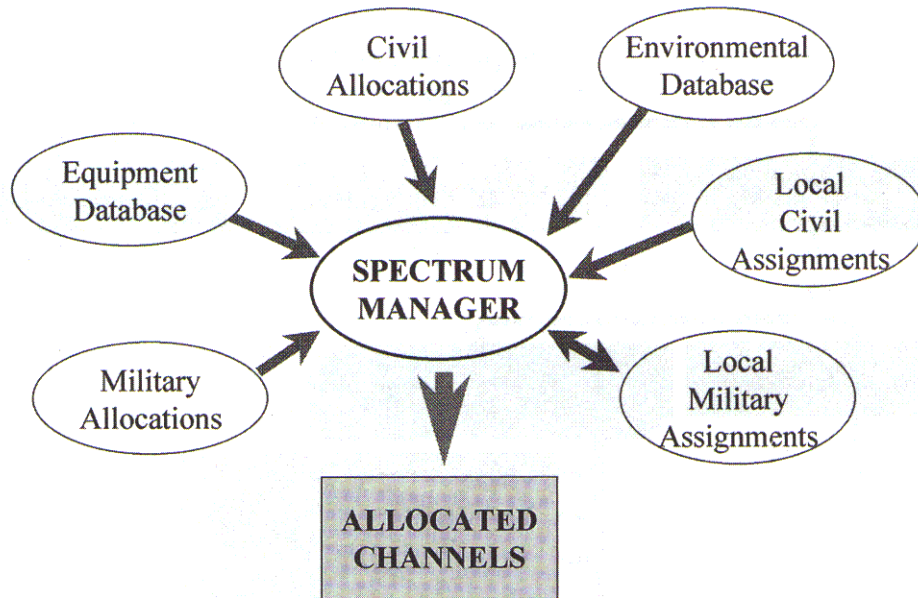 Civil
Allocations
Environmental
Database
Equipment
Database
Local
Civil
Assignments
SPECTRUM
MANAGER
Military
Allocations
Local
Military
Assignments
ALLOCATED
CHANNELS